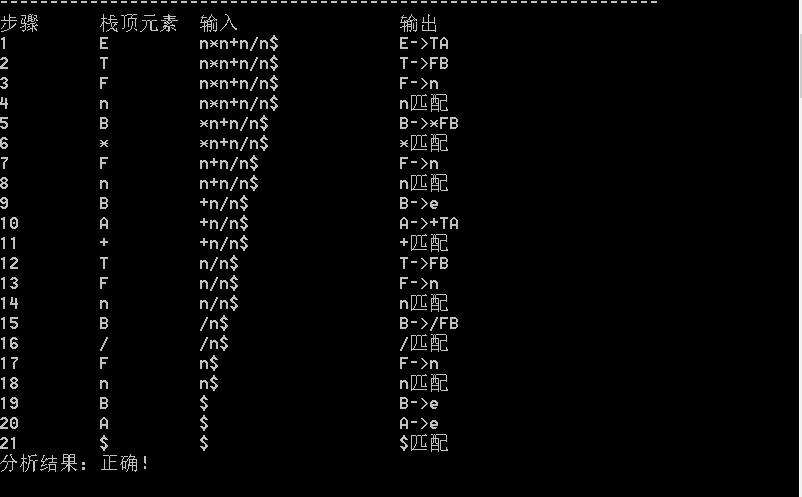 步骤 栈顶元素 输入 输出
1 E n*n+n/n$ E->TA
2 T n*n+n/n$ T->FB
3 F n*n+n/n$ F->n
4 n n*n+n/n$ n匹配
5 B *n+n/n$ B->*FB
6 * *n+n/n$ *匹配
7 F n+n/n$ F->n
8 n n+n/n$ n匹配
9 B +n/n$ B->e
10 A +n/n$ A->+TA
11 + +n/n$ +匹配
12 T n/n$ T->FB
13 F n/n$ F->n
14 n n/n$ n匹配
15 B /n$ B->/FB
16 / /n$ /匹配
17 F n$ F->n
18 n n$ n匹配
19 B $ B->e
20 A $ A->e
21 $ $ $匹配
分析结果：正确!